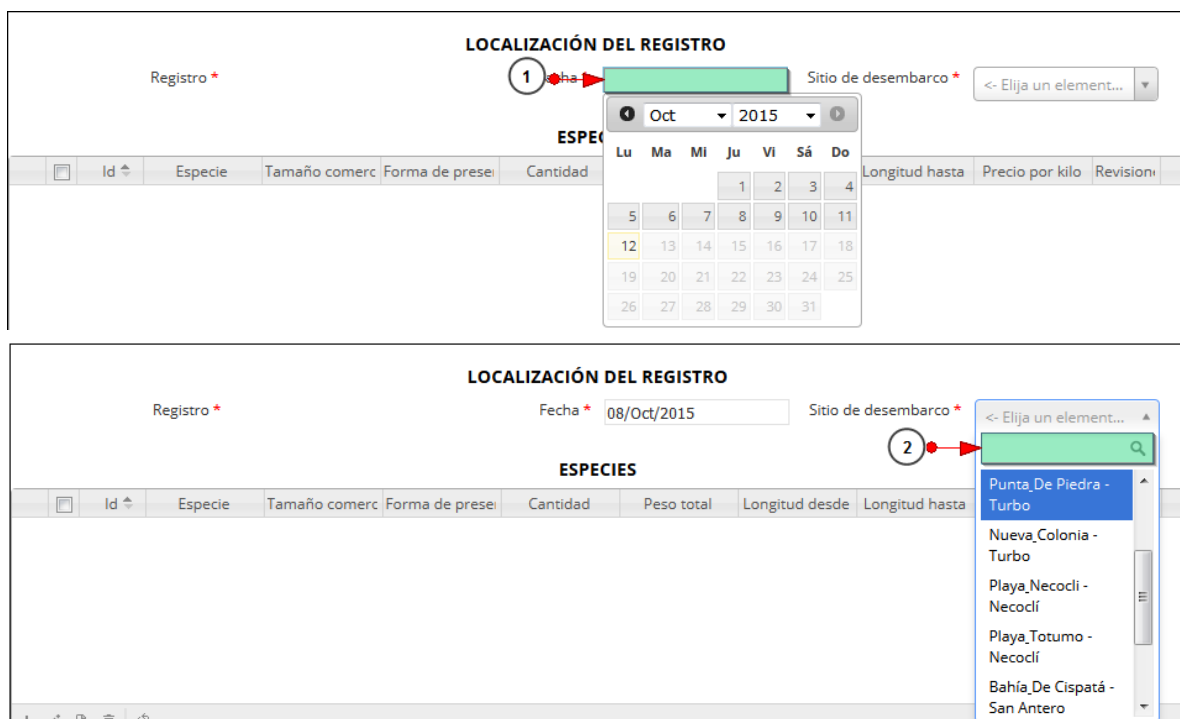 LOCALIZACIÓN DEL REGISTRO
Registro * 1 Sitio de desembarco * <- Elija un element...
Oct 2015
Lu Ma Mi Ju Vi Sá Do
1 2 3 4
5 6 7 8 9 10 11
12 13 14 15 16 17 18
19 20 21 22 23 24 25
26 27 28 29 30 31
ESPE
Id Especie Tamaño comerc Forma de prese Cantidad Longitud hasta Precio por kilo Revision
LOCALIZACIÓN DEL REGISTRO
Registro * Fecha * 08/Oct/2015 Sitio de desembarco * <- Elija un element...
2
ESPECIES
Id Especie Tamaño comerc Forma de prese Cantidad Peso total Longitud desde Longitud hasta
Punta_De Piedra -
Turbo
Nueva_Colonia -
Turbo
Playa_Necocli -
Necoclí
Playa_Totumo -
Necoclí
Bahía_De Cispatá -
San Antero